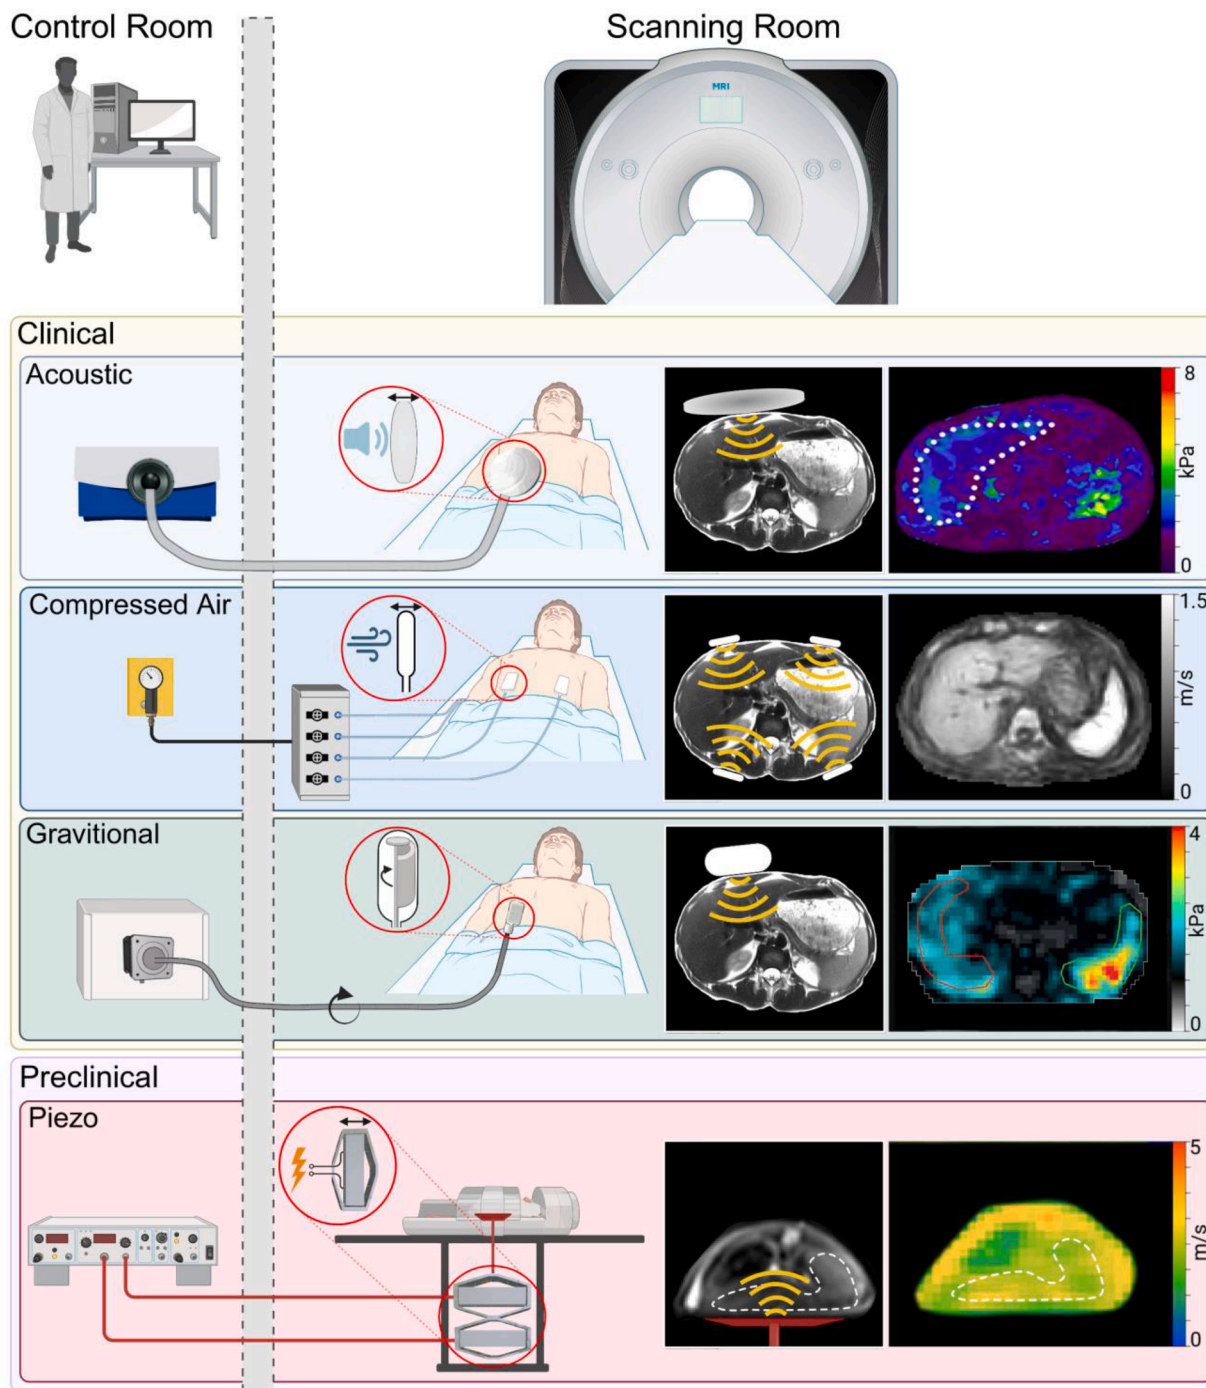 Control Room
Scanning Room
MRI
Clinical
Acoustic
8
kPa
0
Compressed Air
1.5
m/s
0
Gravitional
4
kPa
0
Preclinical
Piezo
5
m/s
0